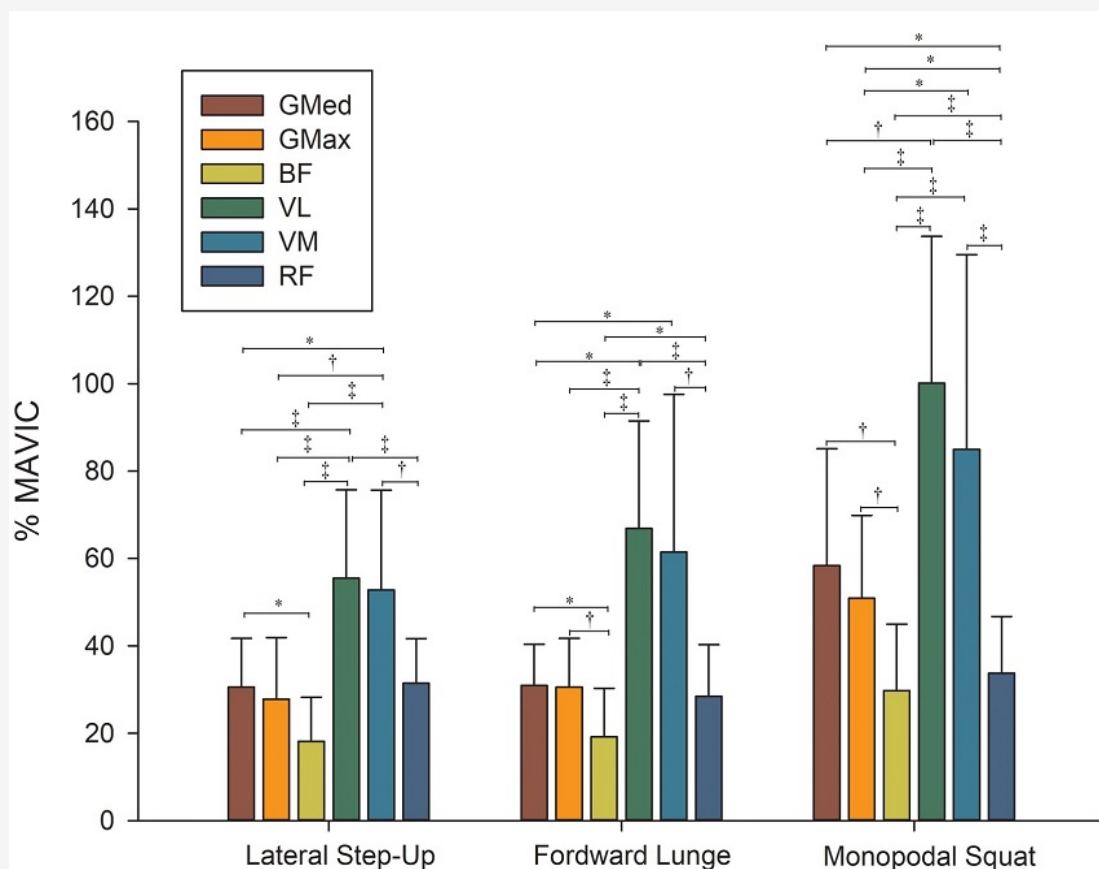 % MAVIC
160
140
120
100
80
60
40
20
0
GMed
GMax
BF
VL
VM
RF
* * * ‡ † ‡ ‡ ‡ ‡ ‡ † †
* † ‡ ‡ ‡ ‡ ‡ † *
* * * ‡ ‡ † ‡ * †
Lateral Step-Up
Fordward Lunge
Monopodal Squat